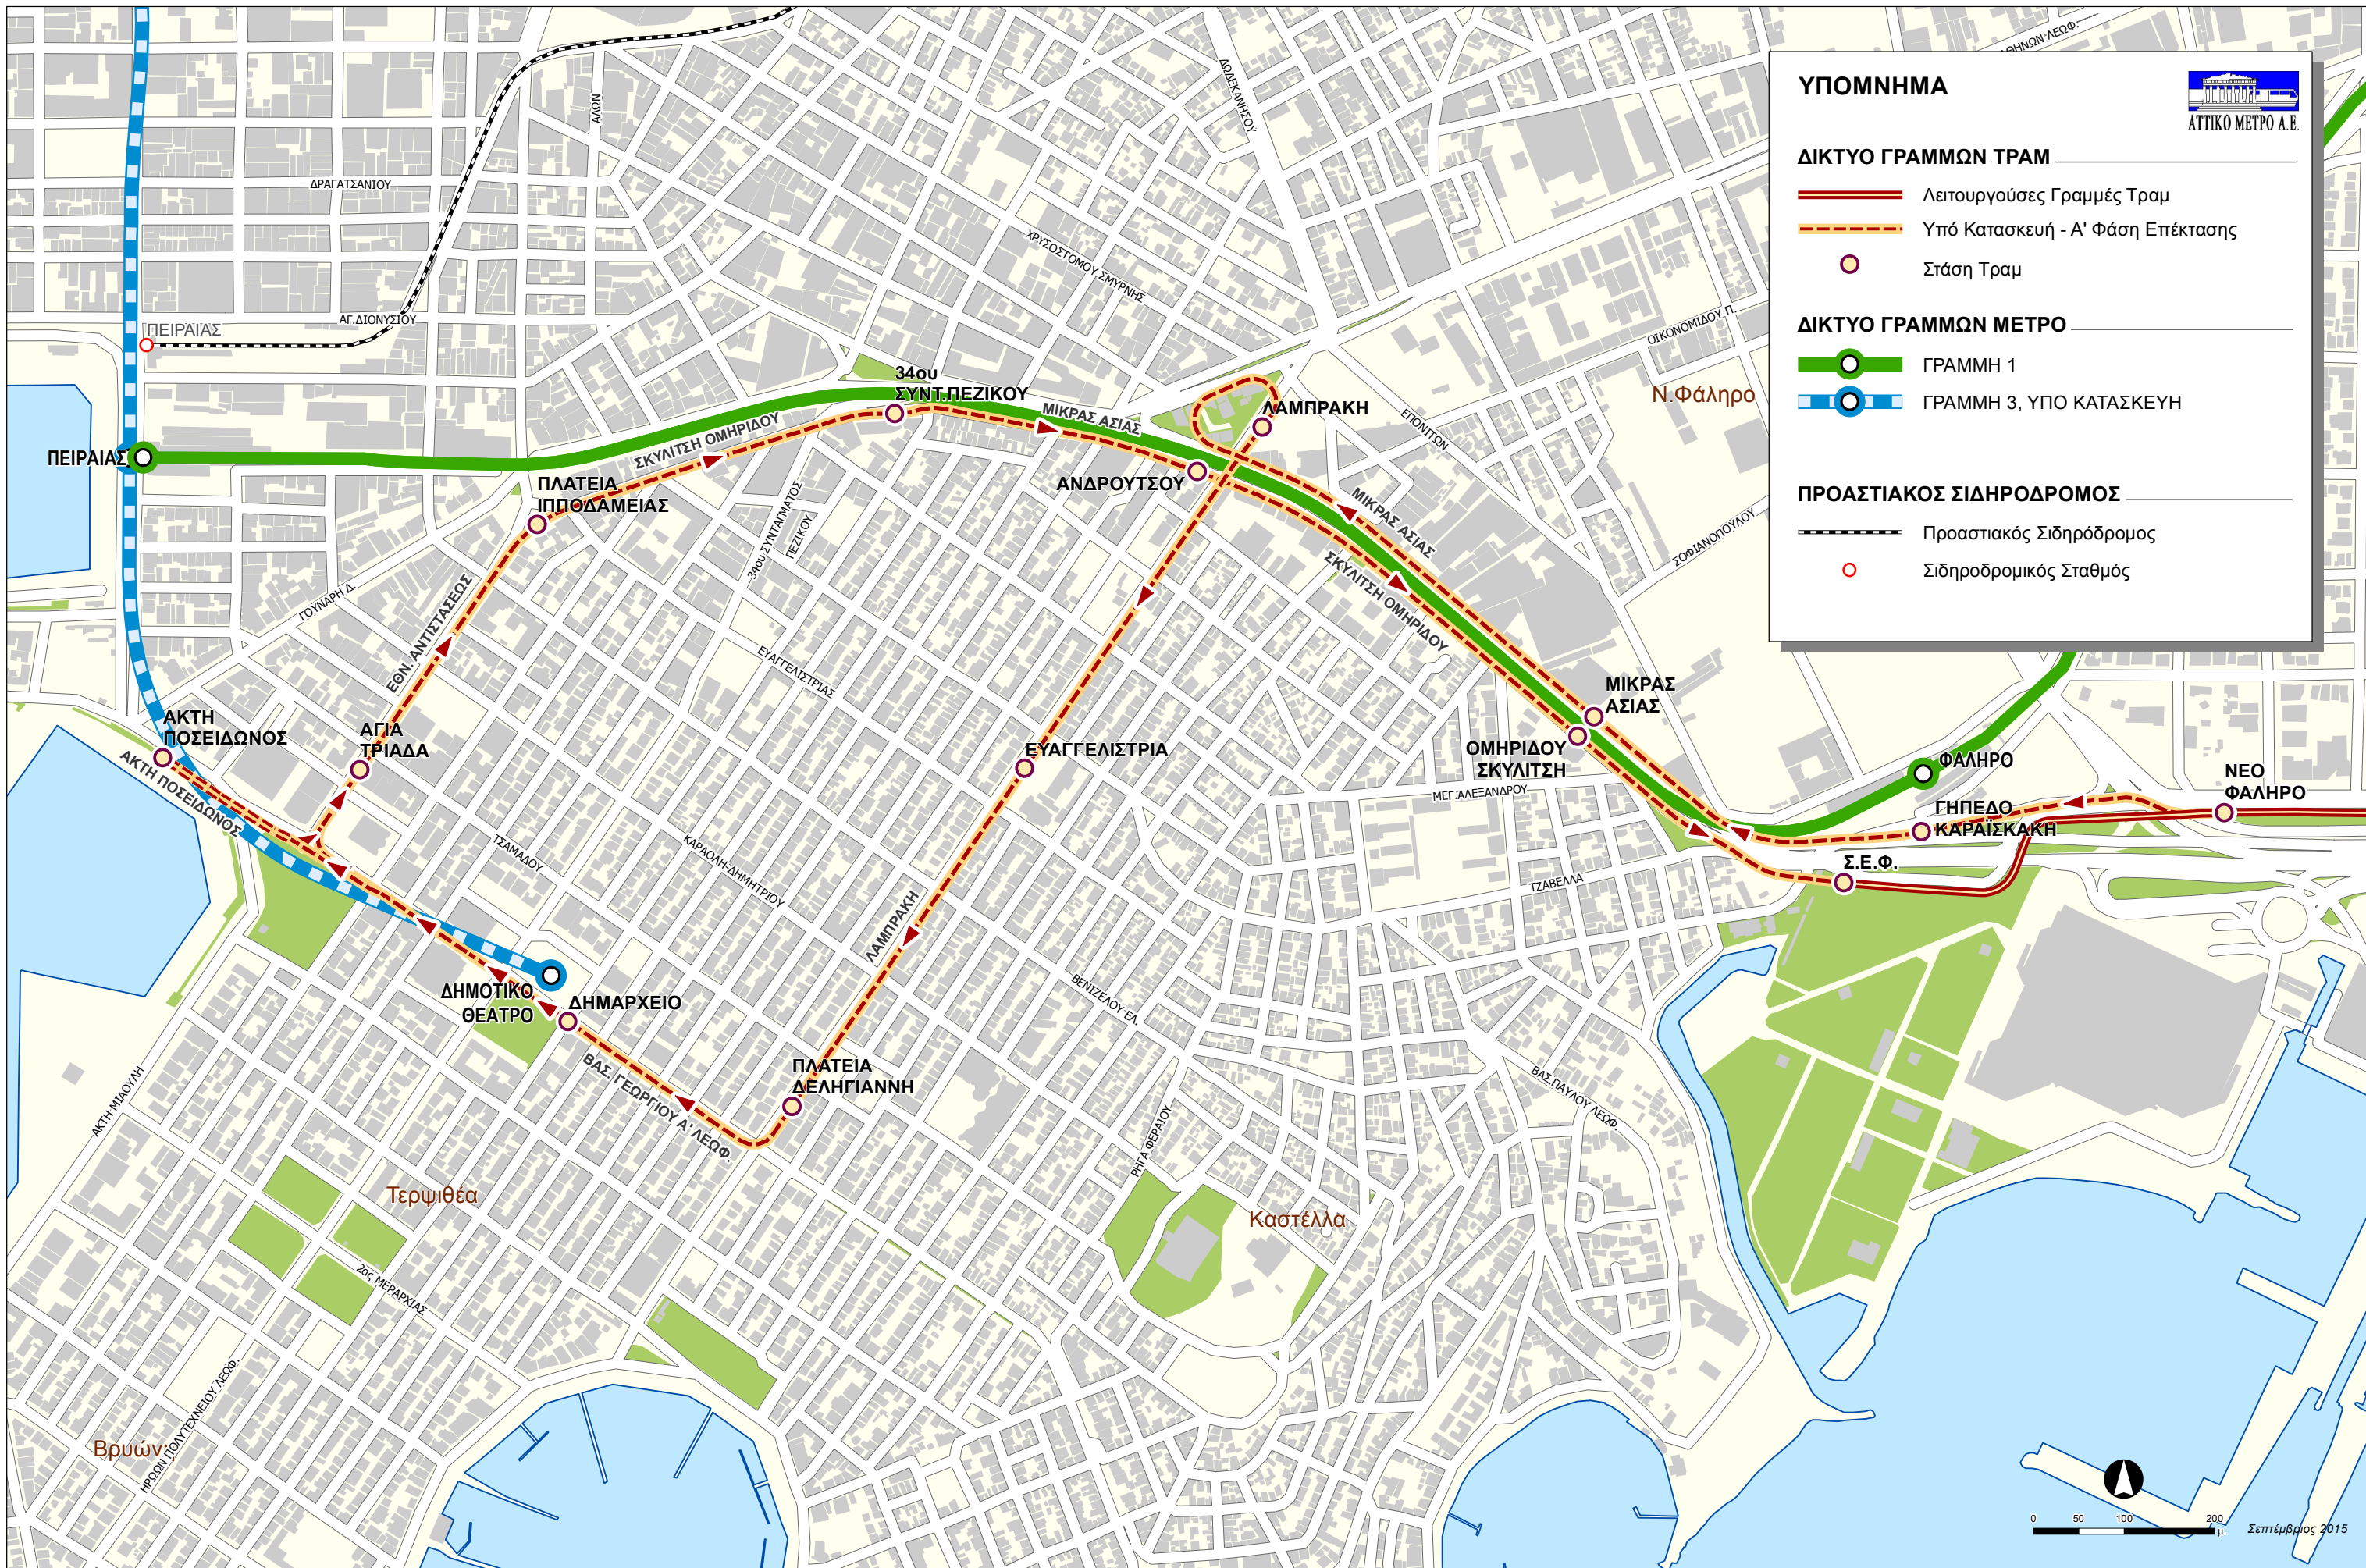 ΑΘΗΝΩΝ ΛΕΩΦ.
ΥΠΟΜΝΗΜΑ
ΑΤΤΙΚΟ ΜΕΤΡΟ Α.Ε.
ΔΙΚΤΥΟ ΓΡΑΜΜΩΝ ΤΡΑΜ
Λειτουργούσες Γραμμές Τραμ
Υπό Κατασκευή - Α' Φάση Επέκτασης
Στάση Τραμ
ΔΙΚΤΥΟ ΓΡΑΜΜΩΝ ΜΕΤΡΟ
ΓΡΑΜΜΗ 1
ΓΡΑΜΜΗ 3, ΥΠΟ ΚΑΤΑΣΚΕΥΗ
ΠΡΟΑΣΤΙΑΚΟΣ ΣΙΔΗΡΟΔΡΟΜΟΣ
Προαστιακός Σιδηρόδρομος
Σιδηροδρομικός Σταθμός
ΔΩΔΕΚΑΝΗΣΟΥ
ΑΛΩΝ
ΔΡΑΓΑΤΣΑΝΙΟΥ
ΧΡΥΣΟΣΤΟΜΟΥ ΣΜΥΡΝΗΣ
ΑΓ.ΔΙΟΝΥΣΙΟΥ
ΠΕΙΡΑΙΑΣ
ΟΙΚΟΝΟΜΙΔΟΥ Π.
34ου
ΣΥΝΤ.ΠΕΖΙΚΟΥ
Ν.Φάληρο
ΛΑΜΠΡΑΚΗ
ΜΙΚΡΑΣ ΑΣΙΑΣ
ΕΠΟΝΙΤΩΝ
ΣΚΥΛΙΤΣΗ ΟΜΗΡΙΔΟΥ
ΠΕΙΡΑΙΑΣ
ΠΛΑΤΕΙΑ
ΙΠΠΟΔΑΜΕΙΑΣ
ΑΝΔΡΟΥΤΣΟΥ
34ου ΣΥΝΤΑΓΜΑΤΟΣ
ΠΕΖΙΚΟΥ
ΜΙΚΡΑΣ ΑΣΙΑΣ
ΣΟΦΙΑΝΟΠΟΥΛΟΥ
ΣΚΥΛΙΤΣΗ ΟΜΗΡΙΔΟΥ
ΓΟΥΝΑΡΗ Δ.
ΕΘΝ. ΑΝΤΙΣΤΑΣΕΩΣ
ΕΥΑΓΓΕΛΙΣΤΡΙΑΣ
ΜΙΚΡΑΣ
ΑΣΙΑΣ
ΑΚΤΗ
ΠΟΣΕΙΔΩΝΟΣ
ΑΓΙΑ
ΤΡΙΑΔΑ
ΕΥΑΓΓΕΛΙΣΤΡΙΑ
ΟΜΗΡΙΔΟΥ
ΣΚΥΛΙΤΣΗ
ΦΑΛΗΡΟ
ΝΕΟ
ΦΑΛΗΡΟ
ΑΚΤΗ ΠΟΣΕΙΔΩΝΟΣ
ΜΕΓ.ΑΛΕΞΑΝΔΡΟΥ
ΓΗΠΕΔΟ
ΚΑΡΑΪΣΚΑΚΗ
ΤΣΑΜΑΔΟΥ
ΚΑΡΑΟΛΗ-ΔΗΜΗΤΡΙΟΥ
Σ.Ε.Φ.
ΤΖΑΒΕΛΛΑ
ΛΑΜΠΡΑΚΗ
ΔΗΜΟΤΙΚΟ
ΘΕΑΤΡΟ
ΔΗΜΑΡΧΕΙΟ
ΒΕΝΙΖΕΛΟΥ ΕΛ.
ΠΛΑΤΕΙΑ
ΔΕΛΗΓΙΑΝΝΗ
ΒΑΣ. ΓΕΩΡΓΙΟΥ Α' ΛΕΩΦ.
ΑΚΤΗ ΜΙΑΟΥΛΗ
ΒΑΣ.ΠΑΥΛΟΥ ΛΕΩΦ.
ΡΗΓΑ ΦΕΡΑΙΟΥ
Τερψιθέα
Καστέλλα
2ας ΜΕΡΑΡΧΙΑΣ
ΗΡΩΩΝ ΠΟΛΥΤΕΧΝΕΙΟΥ ΛΕΩΦ.
0 50 100 200
μ.
Σεπτέμβριος 2015